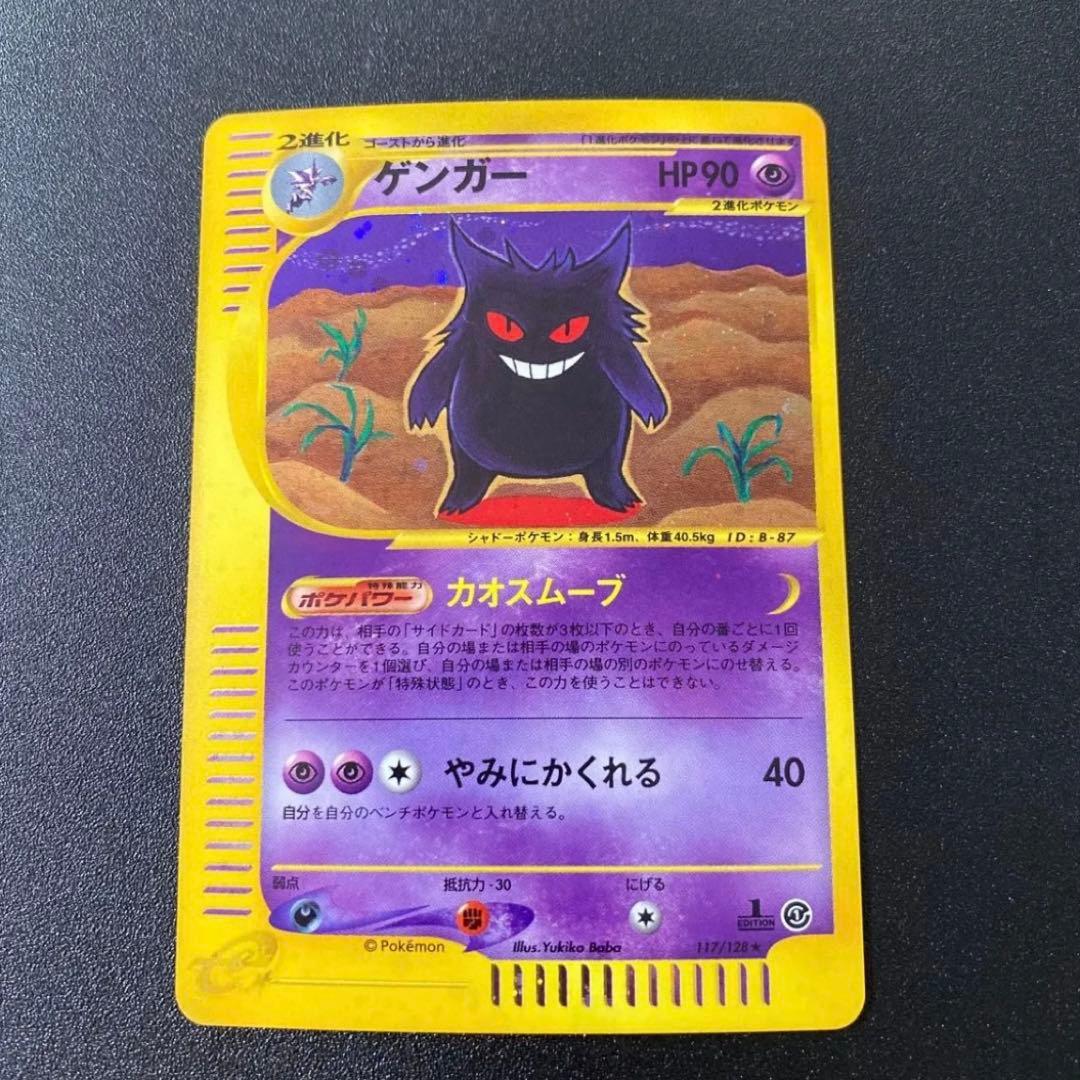 2進化 ゴーストから進化
ゲンガー HP90
2進化ポケモン
シャドーポケモン：身長1.5m、体重40.5kg ID：B-87
特殊能力
ポケパワー カオスムーブ
この力は、相手の「サイドカード」の枚数が3枚以下のとき、自分の番ごとに1回
使うことができる。自分の場または相手の場のポケモンにのっているダメージ
カウンターを1個選び、自分の場または相手の場の別のポケモンにのせ替える。
このポケモンが「特殊状態」のとき、この力を使うことはできない。
やみにかくれる 40
自分を自分のベンチポケモンと入れ替える。
弱点 抵抗力-30 にげる
1 EDITION
©Pokémon Illus. Yukiko Baba 117/128★